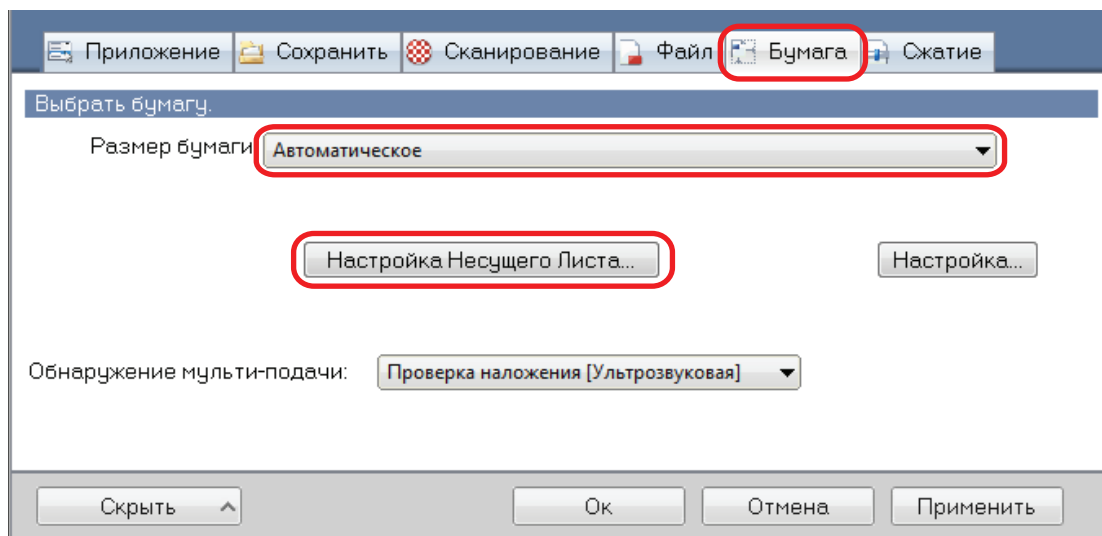 Приложение Сохранить Сканирование Файл Бумага Сжатие
Выбрать бумагу.
Размер бумаги Автоматическое
Настройка Несущего Листа... Настройка...
Обнаружение мульти-подачи: Проверка наложения [Ультрозвуковая]
Скрыть Ок Отмена Применить